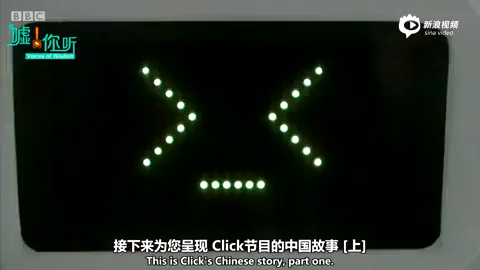 BBC
嘘!你听
Voices of Wisdom
新浪视频
sina video
接下来为您呈现 Click节目的中国故事 [上]
This is Click's Chinese story, part one.